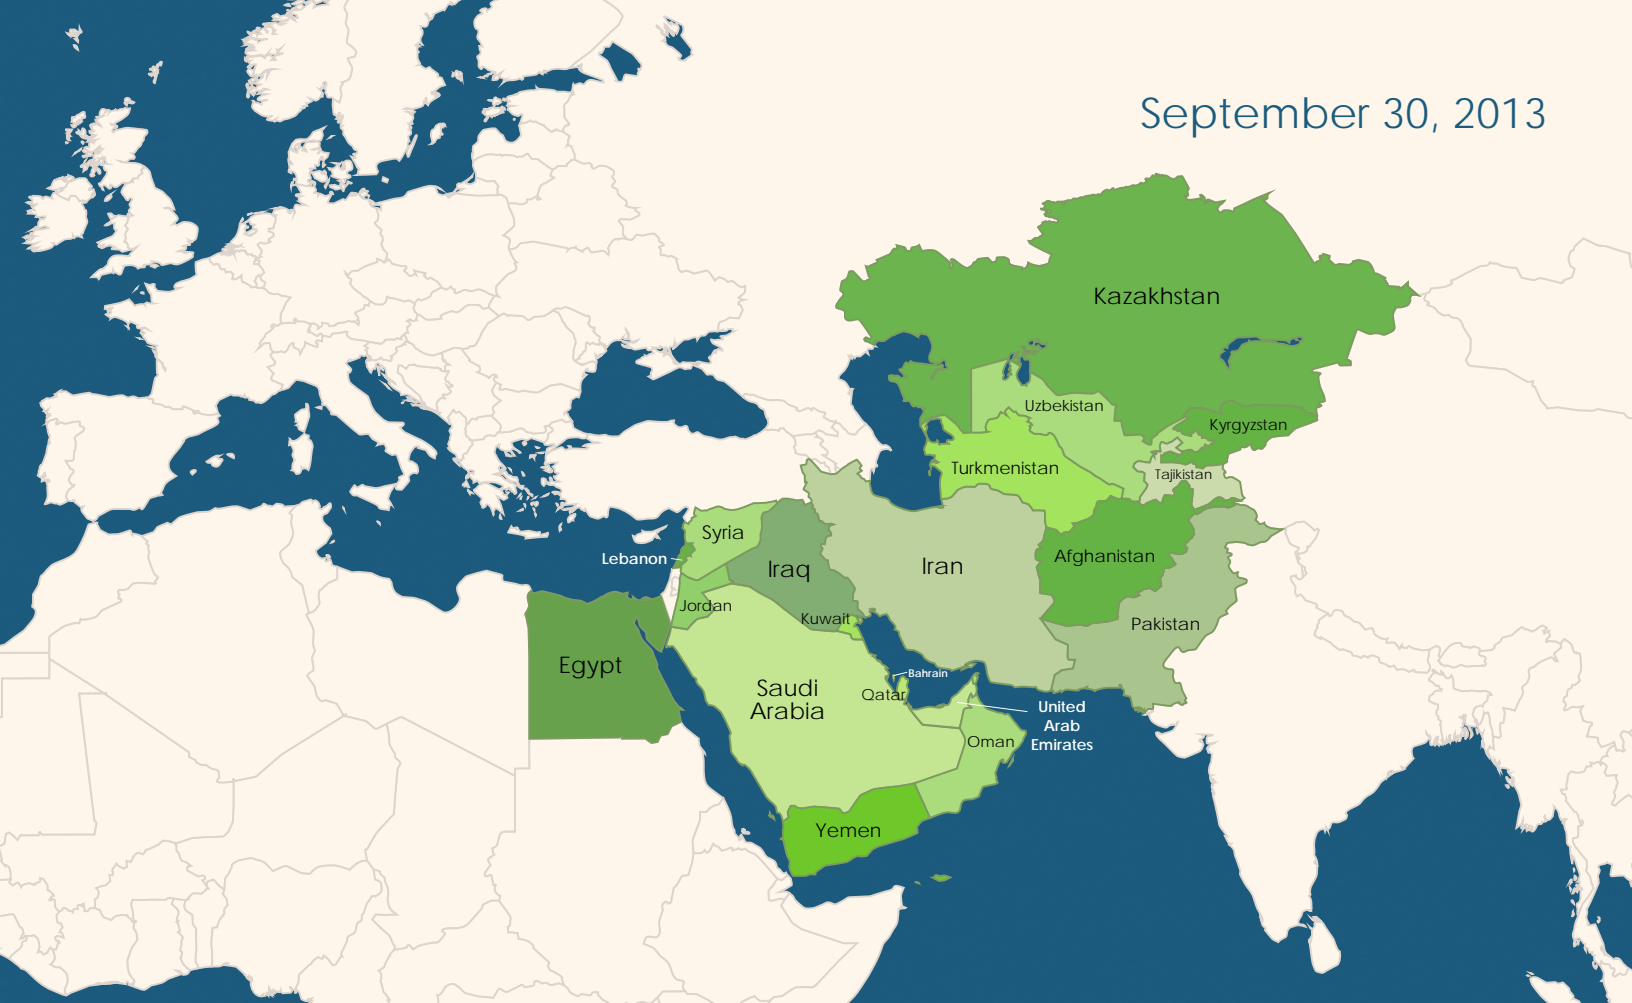 September 30, 2013
Kazakhstan
Uzbekistan
Kyrgyzstan
Turkmenistan
Tajikistan
Syria
Lebanon
Iraq
Iran
Afghanistan
Jordan
Kuwait
Pakistan
Egypt
Bahrain
Saudi
Arabia
Qatar
United
Arab
Emirates
Oman
Yemen